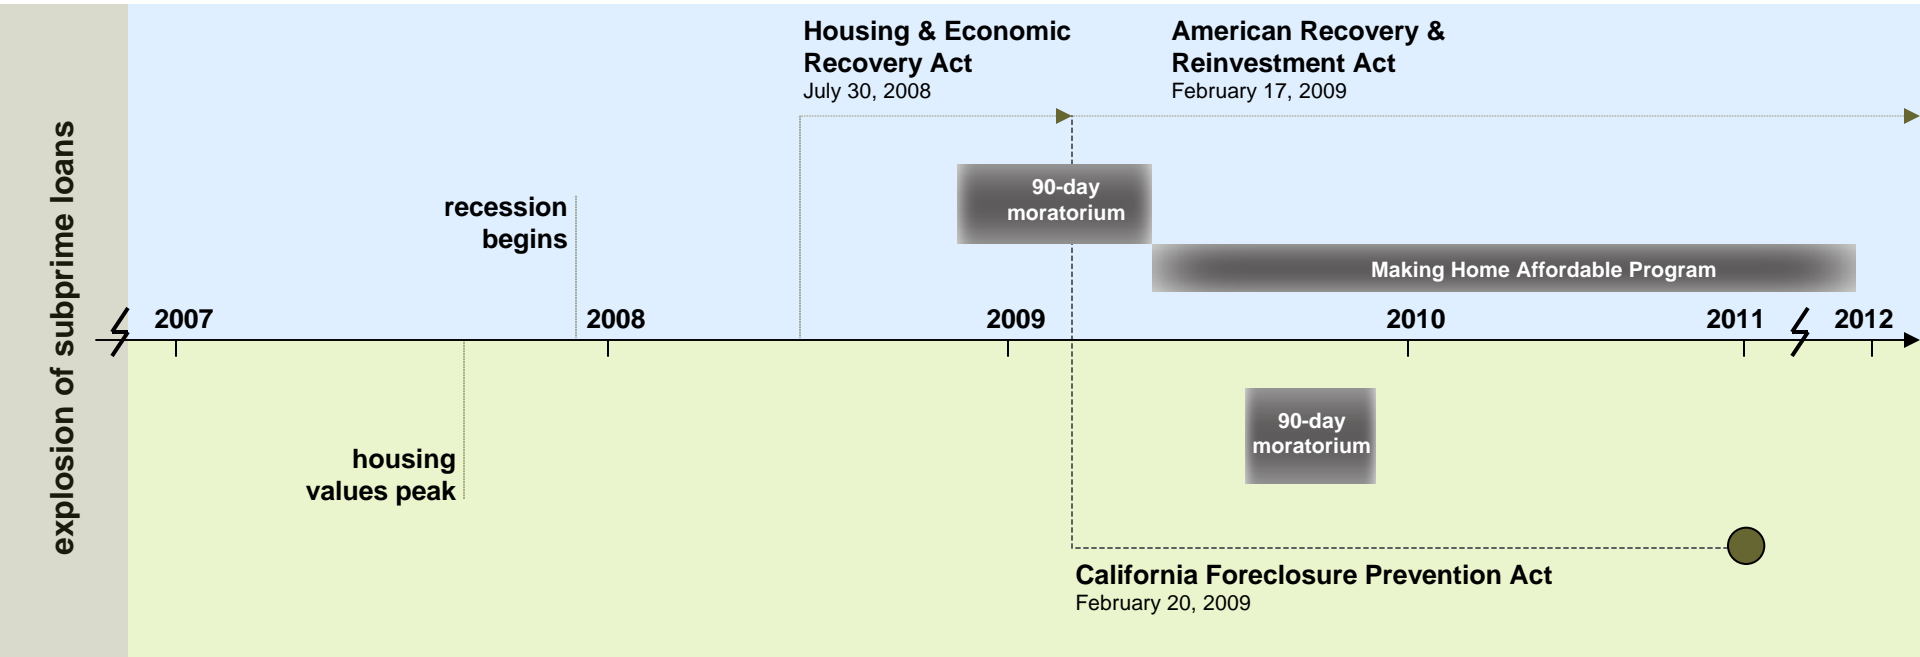 explosion of subprime loans
Housing & Economic
Recovery Act
July 30, 2008
American Recovery &
Reinvestment Act
February 17, 2009
90-day
moratorium
recession
begins
Making Home Affordable Program
2007
2008
2009
2010
2011
2012
90-day
moratorium
housing
values peak
California Foreclosure Prevention Act
February 20, 2009